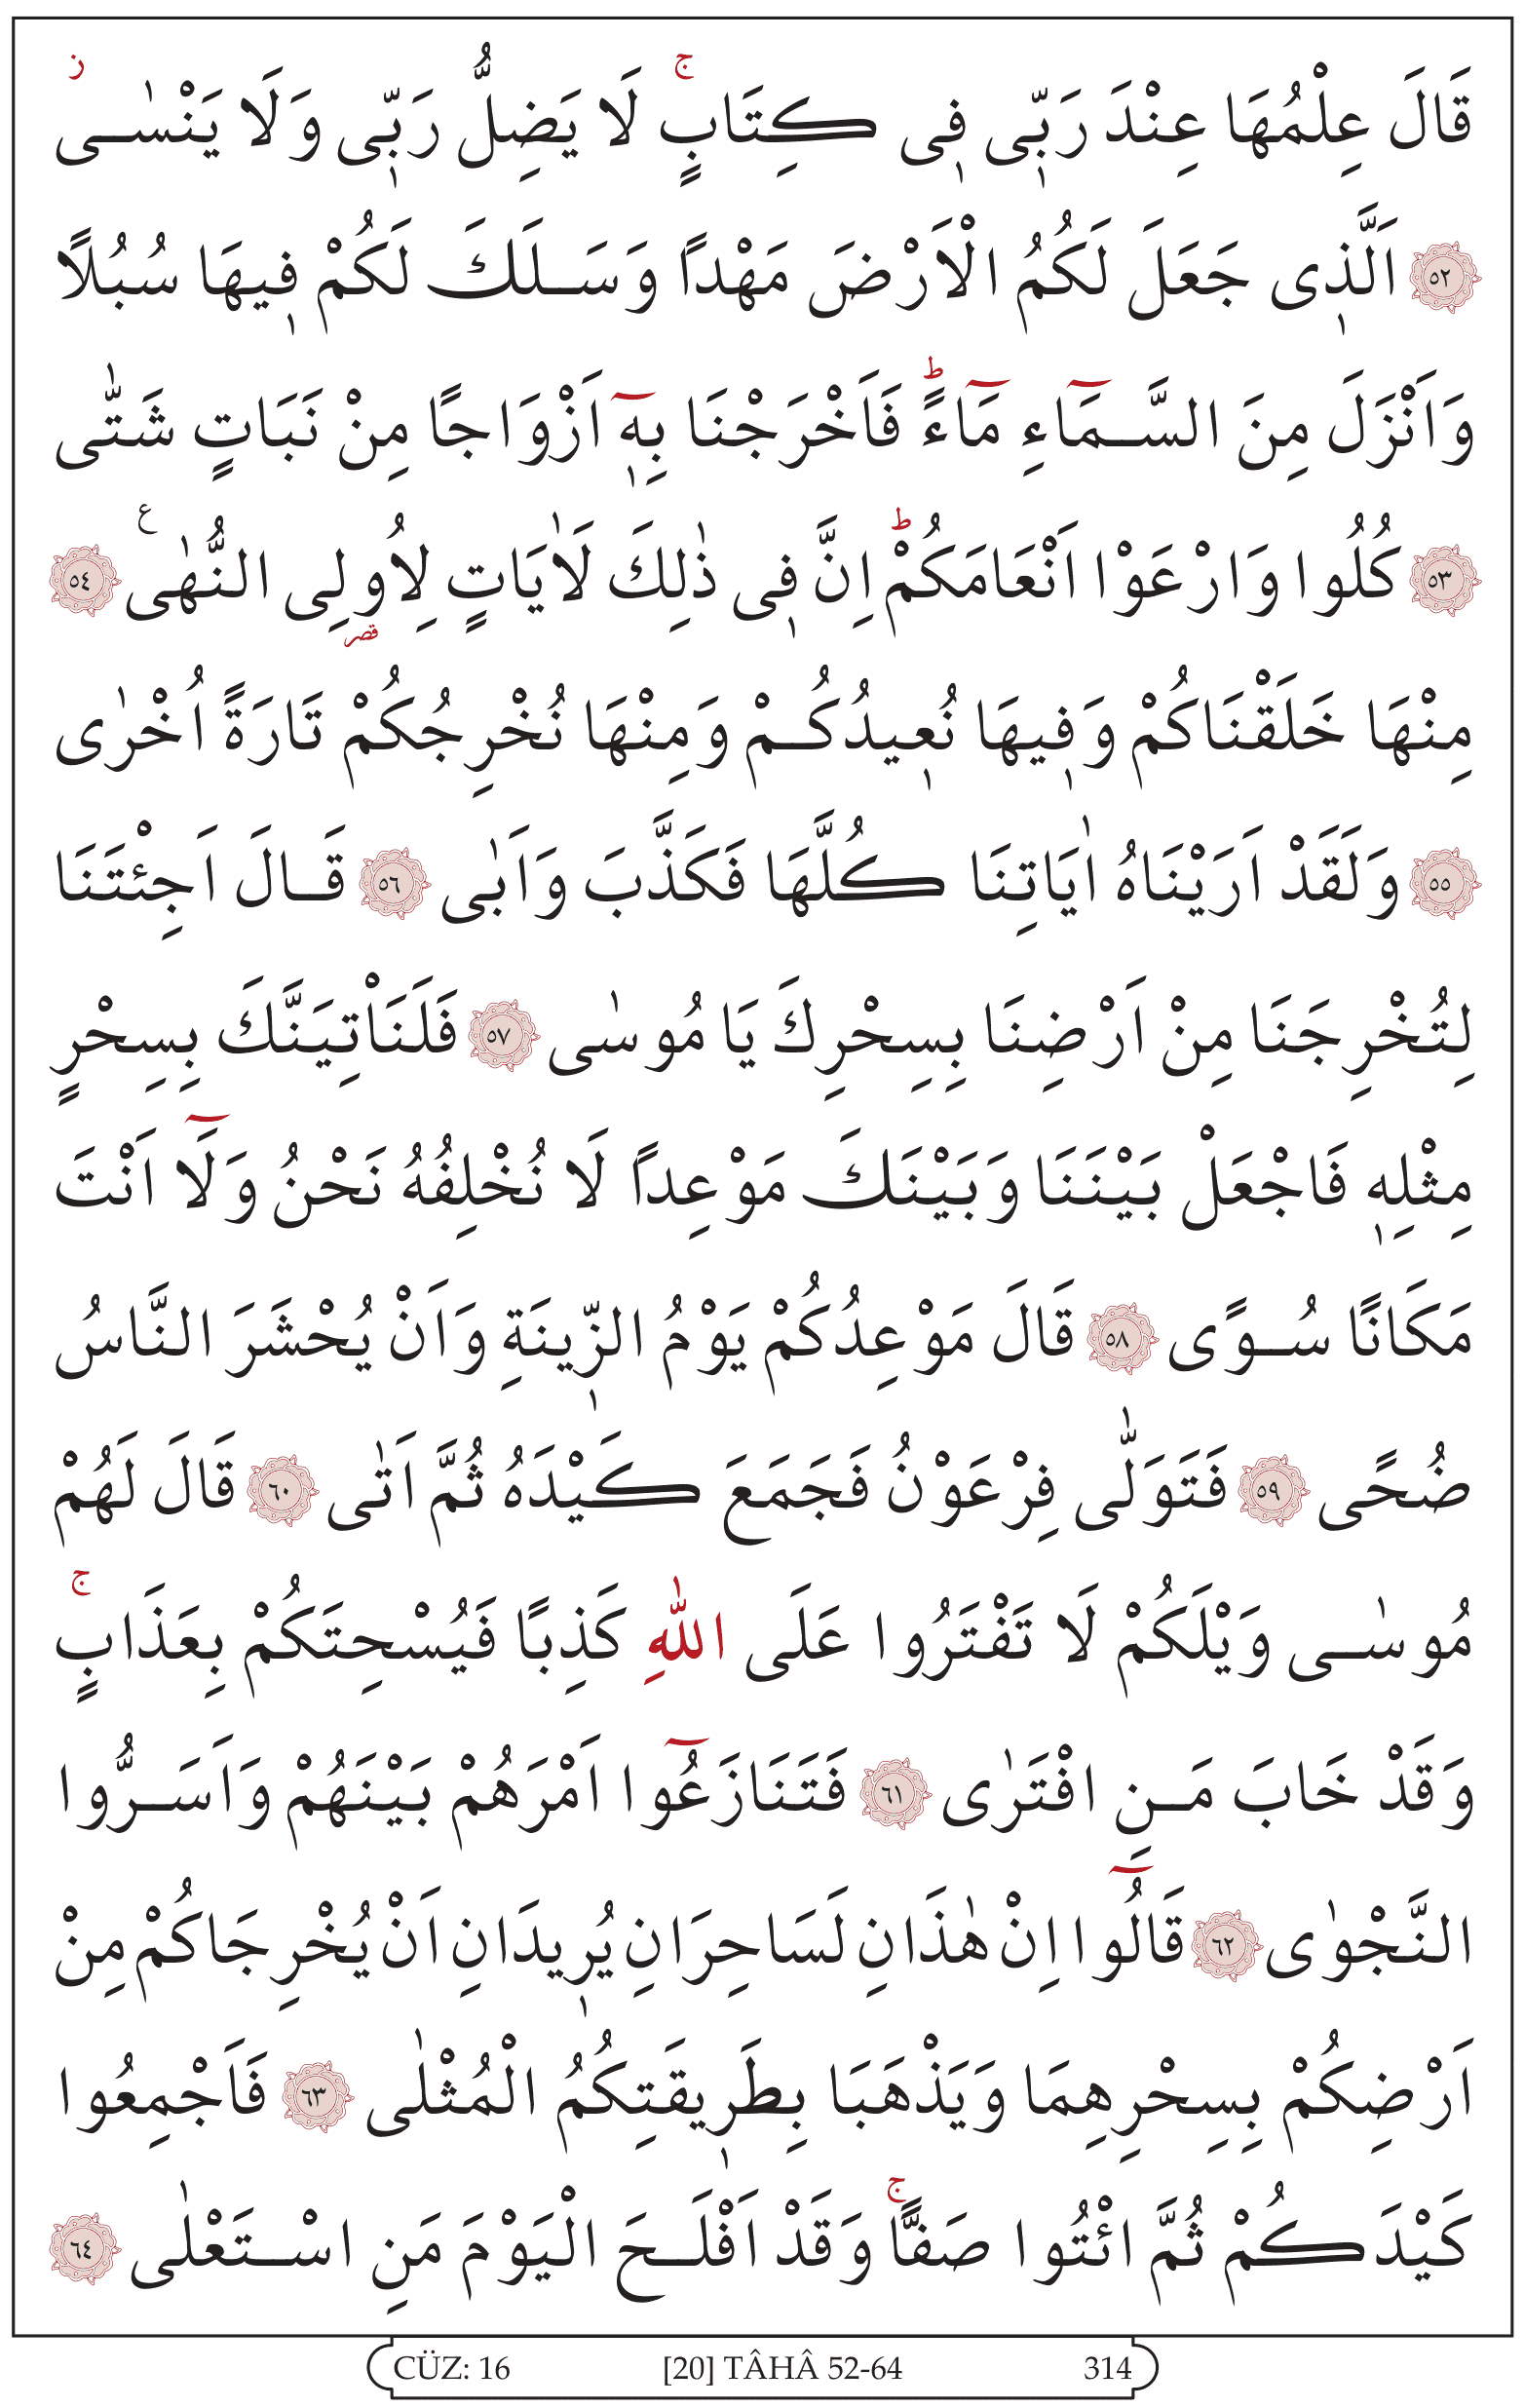 قَالَ عِلْمُهَا عِنْدَ رَبّ۪ي ف۪ي كِتَابٍۚ لَا يَضِلُّ رَبّ۪ي وَلَا يَنْسٰىۘ
﴿٥٢﴾ اَلَّذ۪ي جَعَلَ لَكُمُ الْاَرْضَ مَهْدًا وَسَلَكَ لَكُمْ ف۪يهَا سُبُلًا
وَاَنْزَلَ مِنَ السَّمَٓاءِ مَٓاءًۜ فَاَخْرَجْنَا بِه۪ٓ اَزْوَاجًا مِنْ نَبَاتٍ شَتّٰى
﴿٥٣﴾ كُلُوا وَارْعَوْا اَنْعَامَكُمْۜ اِنَّ ف۪ي ذٰلِكَ لَاٰيَاتٍ لِاُو۬لِي النُّهٰى۟ ﴿٥٤﴾
مِنْهَا خَلَقْنَاكُمْ وَف۪يهَا نُع۪يدُكُمْ وَمِنْهَا نُخْرِجُكُمْ تَارَةً اُخْرٰى
﴿٥٥﴾ وَلَقَدْ اَرَيْنَاهُ اٰيَاتِنَا كُلَّهَا فَكَذَّبَ وَاَبٰى ﴿٥٦﴾ قَالَ اَجِئْتَنَا
لِتُخْرِجَنَا مِنْ اَرْضِنَا بِسِحْرِكَ يَا مُوسٰى ﴿٥٧﴾ فَلَنَأْتِيَنَّكَ بِسِحْرٍ
مِثْلِه۪ فَاجْعَلْ بَيْنَنَا وَبَيْنَكَ مَوْعِدًا لَا نُخْلِفُهُ نَحْنُ وَلَٓا اَنْتَ
مَكَانًا سُوًى ﴿٥٨﴾ قَالَ مَوْعِدُكُمْ يَوْمُ الزّ۪ينَةِ وَاَنْ يُحْشَرَ النَّاسُ
ضُحًى ﴿٥٩﴾ فَتَوَلّٰى فِرْعَوْنُ فَجَمَعَ كَيْدَهُ ثُمَّ اَتٰى ﴿٦٠﴾ قَالَ لَهُمْ
مُوسٰى وَيْلَكُمْ لَا تَفْتَرُوا عَلَى اللّٰهِ كَذِبًا فَيُسْحِتَكُمْ بِعَذَابٍۚ
وَقَدْ خَابَ مَنِ افْتَرٰى ﴿٦١﴾ فَتَنَازَعُٓوا اَمْرَهُمْ بَيْنَهُمْ وَاَسَرُّوا
النَّجْوٰى ﴿٦٢﴾ قَالُٓوا اِنْ هٰذَانِ لَسَاحِرَانِ يُر۪يدَانِ اَنْ يُخْرِجَاكُمْ مِنْ
اَرْضِكُمْ بِسِحْرِهِمَا وَيَذْهَبَا بِطَر۪يقَتِكُمُ الْمُثْلٰى ﴿٦٣﴾ فَاَجْمِعُوا
كَيْدَكُمْ ثُمَّ ائْتُوا صَفًّاۚ وَقَدْ اَفْلَحَ الْيَوْمَ مَنِ اسْتَعْلٰى ﴿٦٤﴾
CÜZ: 16 [20] TÂHÂ 52-64 314